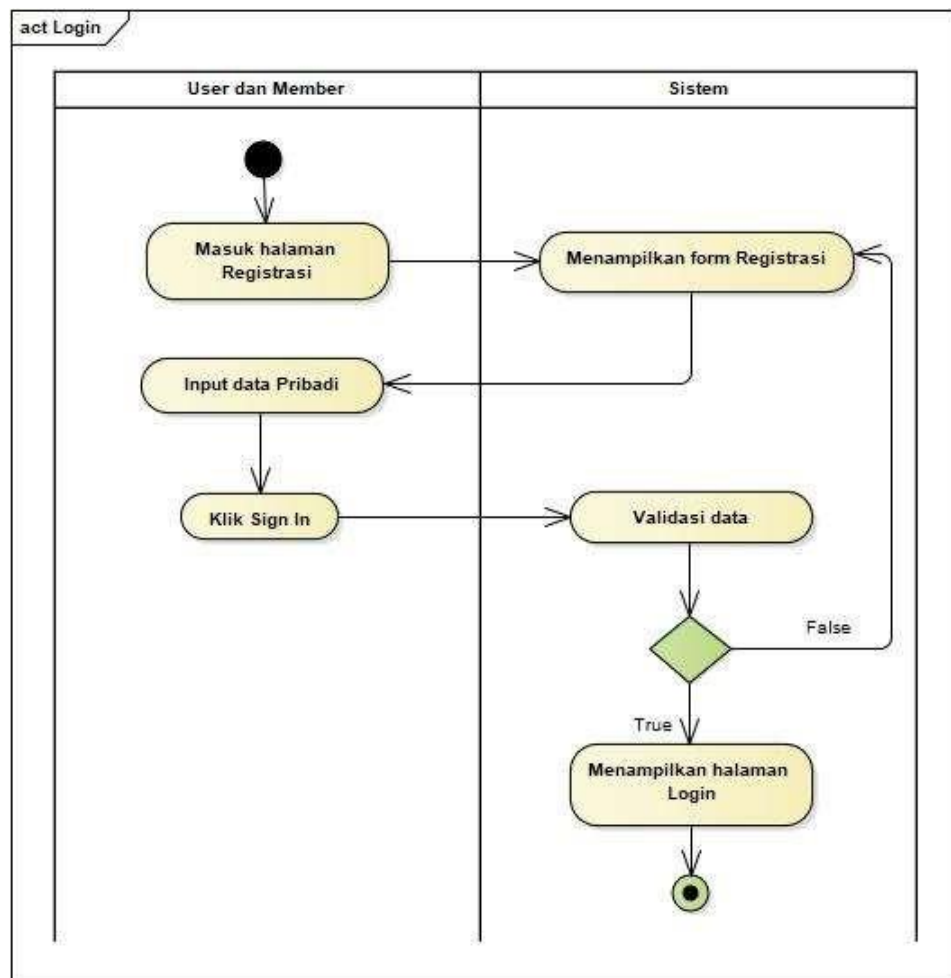 act Login
User dan Member
Sistem
Masuk halaman
Registrasi
Menampilkan form Registrasi
Input data Pribadi
Klik Sign In
Validasi data
False
True
Menampilkan halaman
Login